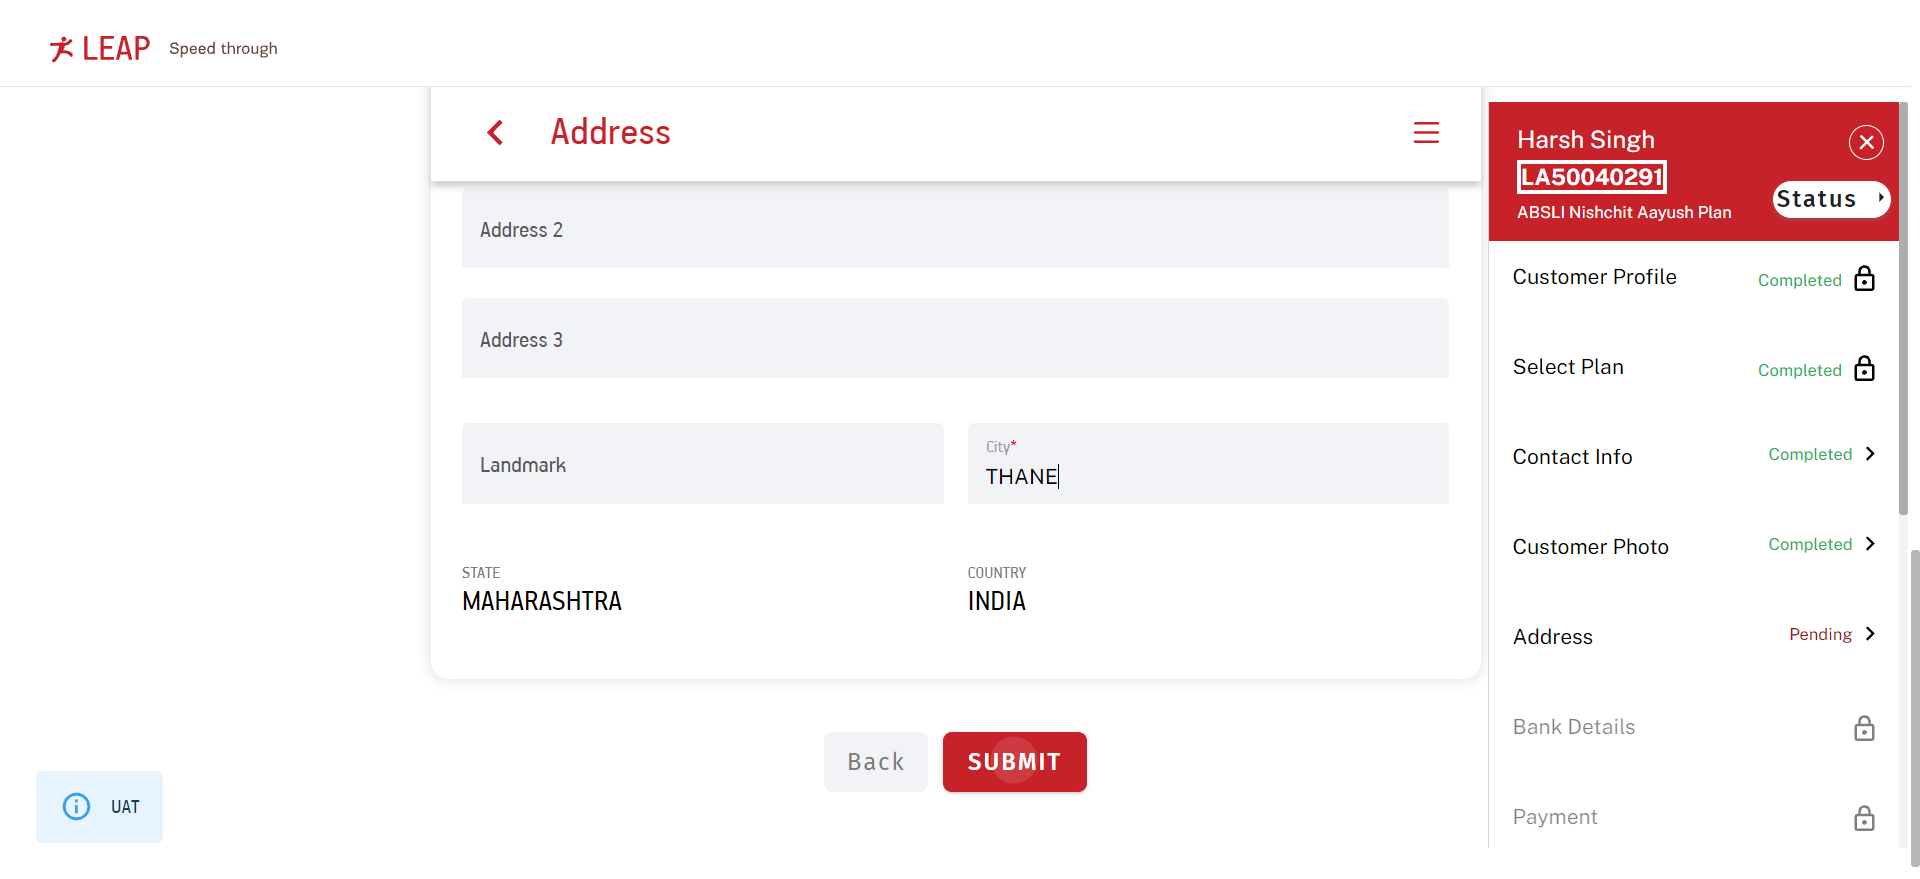 LEAP Speed through
Address
Address 2
Address 3
Landmark
City*
THANE
STATE
MAHARASHTRA
COUNTRY
INDIA
Back
SUBMIT
UAT
Harsh Singh
LA50040291
ABSLI Nishchit Aayush Plan
Status
Customer Profile Completed
Select Plan Completed
Contact Info Completed
Customer Photo Completed
Address Pending
Bank Details
Payment